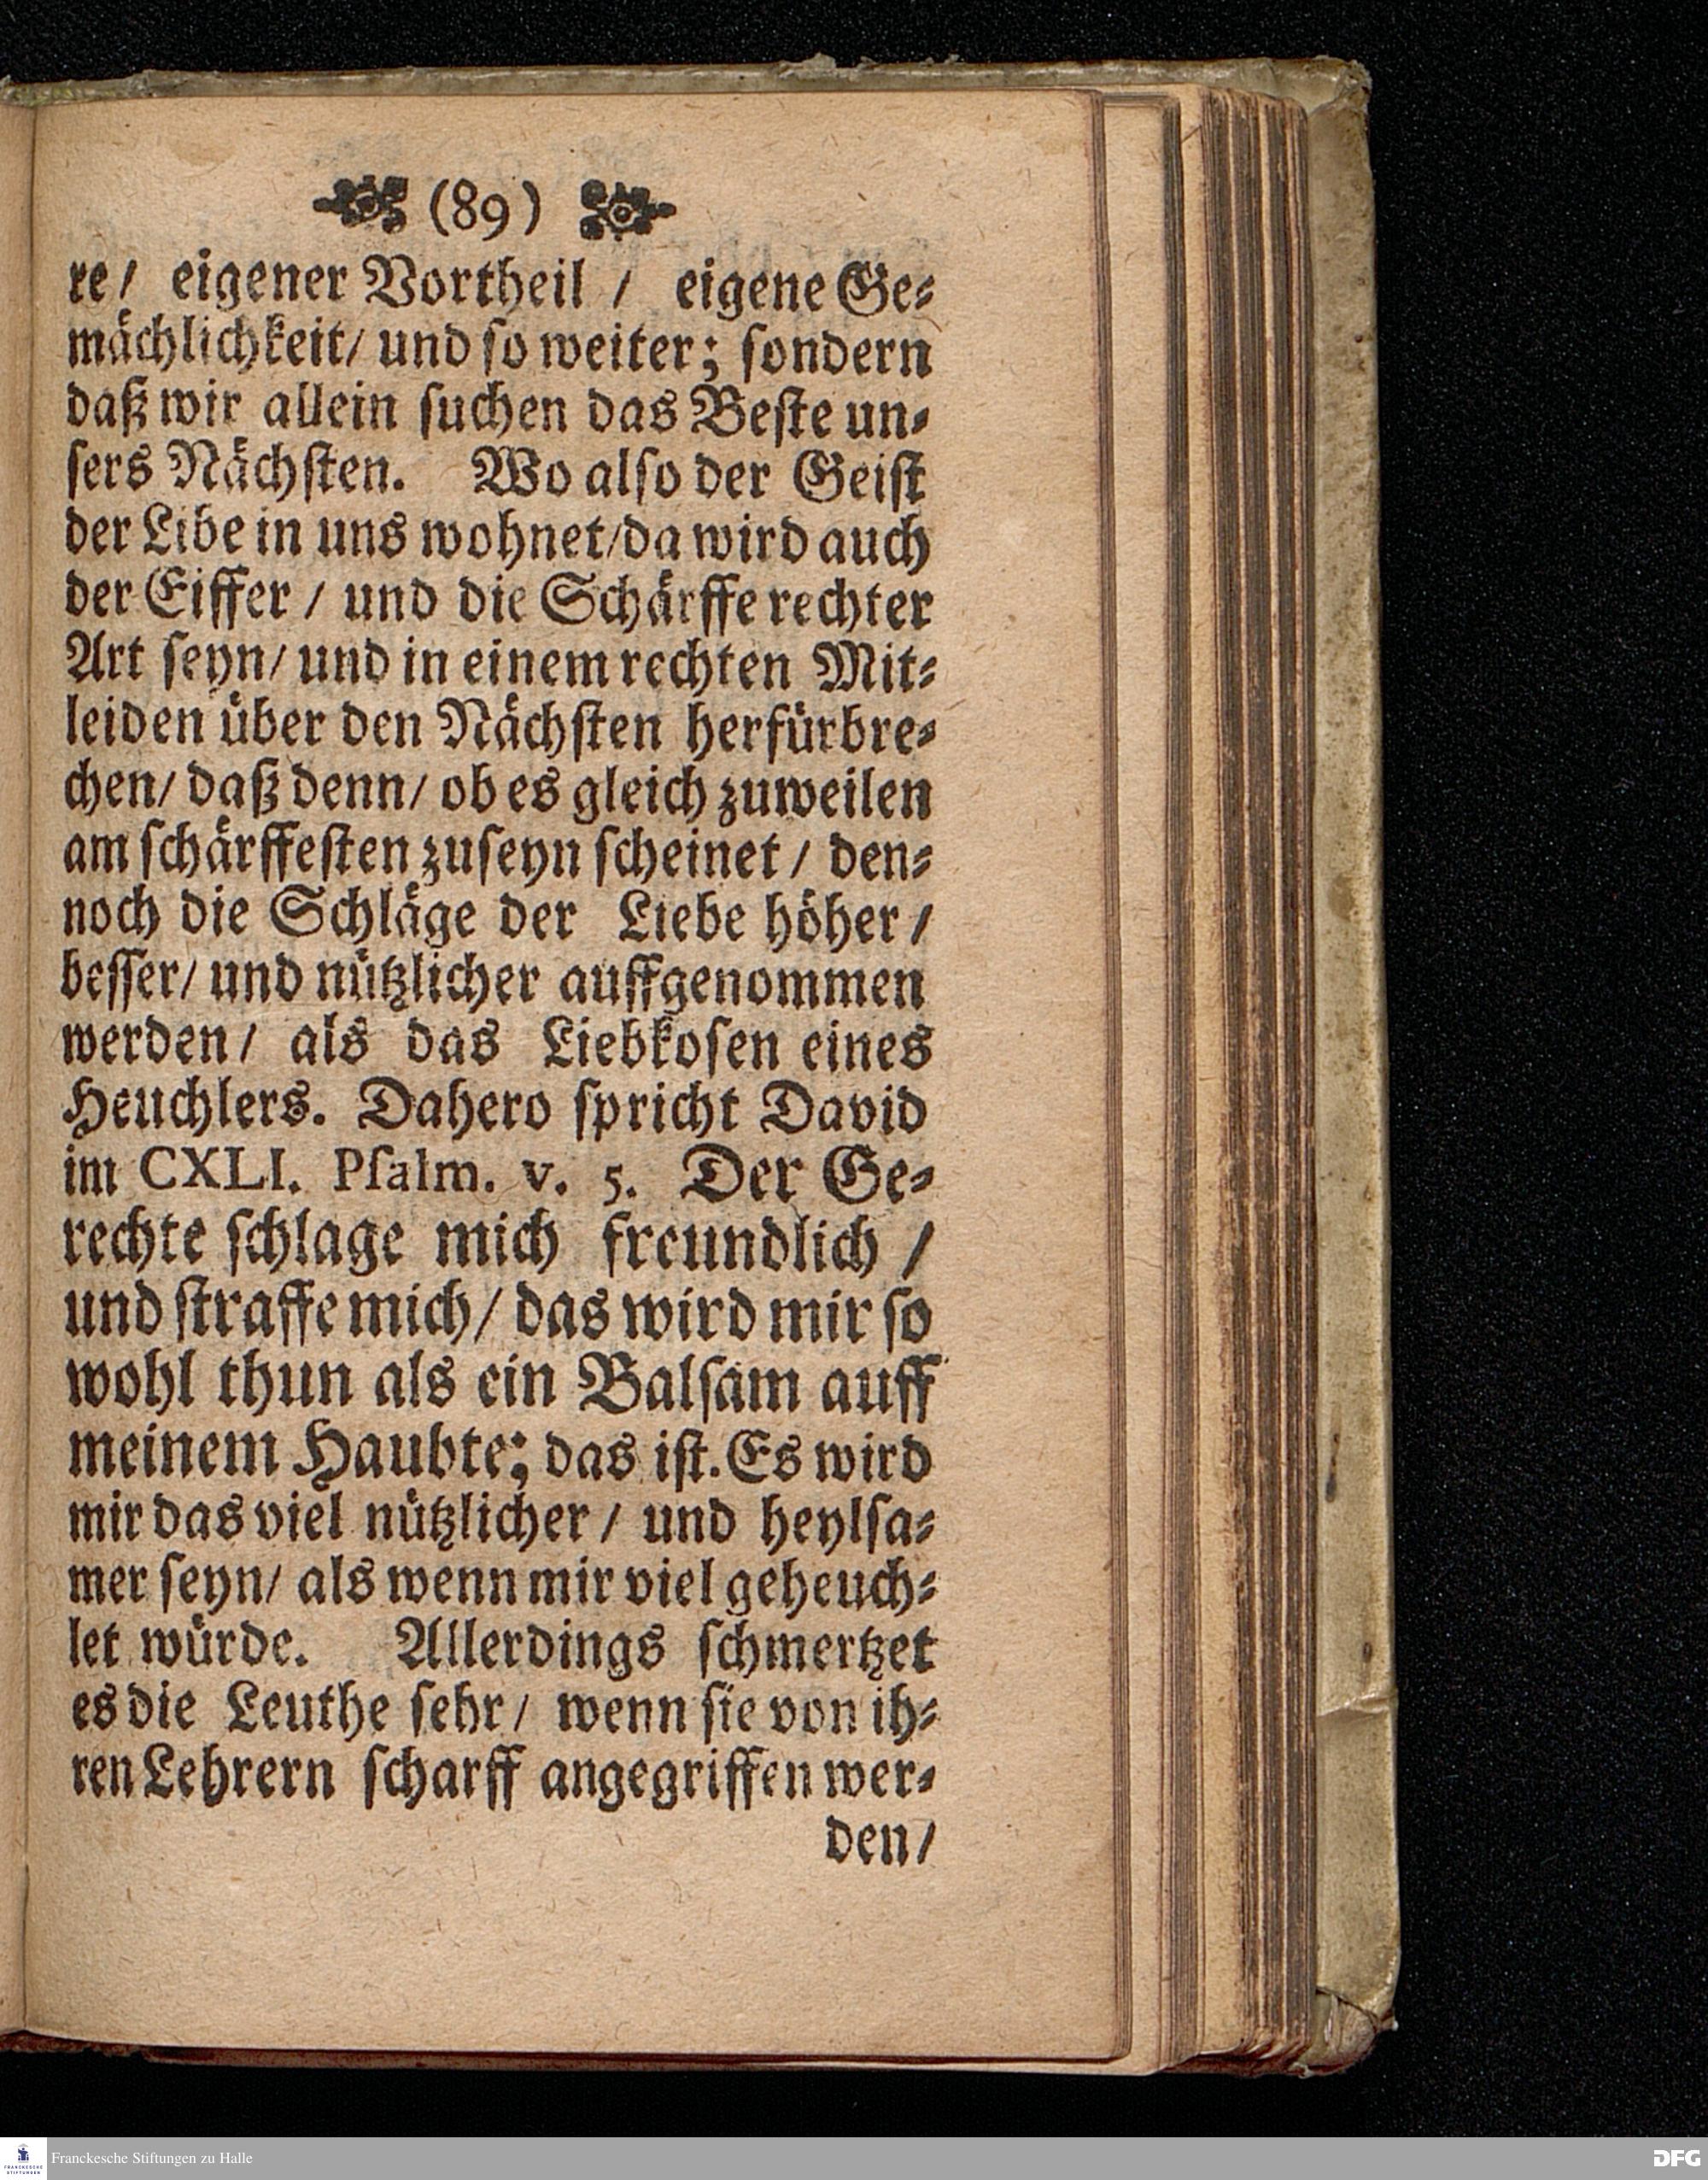 (89)
re/ eigener Vortheil / eigene Ge⸗
mächlichkeit/ und ſo weiter; ſondern
daß wir allein ſuchen das Beſte un⸗
ſers Nächſten. Wo alſo der Geiſt
der Libe in uns wohnet/da wird auch
der Eiffer / und die Schärffe rechter
Art ſeyn/ und in einem rechten Mit⸗
leiden über den Nächſten herfürbre⸗
chen/ daß denn/ ob es gleich zuweilen
am ſchärffeſten zuſeyn ſcheinet / den⸗
noch die Schläge der Liebe höher /
beſſer/ und nützlicher auffgenommen
werden/ als das Liebkoſen eines
Heuchlers. Dahero ſpricht David
im CXLI. Pſalm. v. 5. Der Ge⸗
rechte ſchlage mich freundlich /
und ſtraffe mich/ das wird mir ſo
wohl thun als ein Balſam auff
meinem Haubte; das iſt. Es wird
mir das viel nützlicher / und heylſa⸗
mer ſeyn/ als wenn mir viel geheuch⸗
let würde. Allerdings ſchmertzet
es die Leuthe ſehr/ wenn ſie von ih⸗
ren Lehrern ſcharff angegriffen wer⸗
den/
FRANCKESCHE
STIFTUNGEN
Franckesche Stiftungen zu Halle
DFG